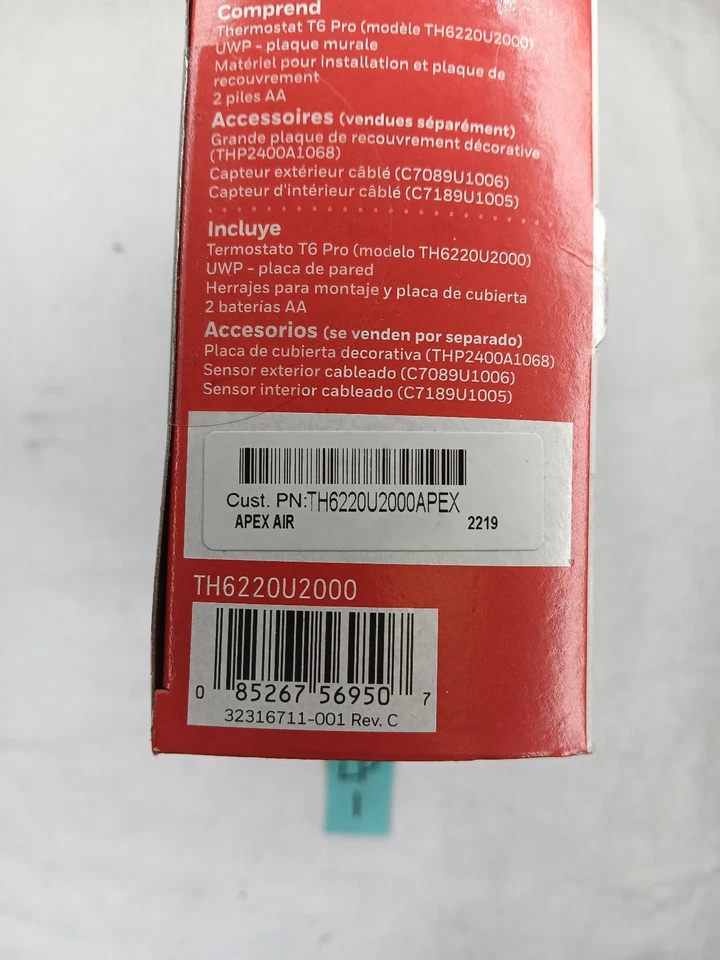 Comprend
Thermostat T6 Pro (modèle TH6220U2000)
UWP - plaque murale
Matériel pour installation et plaque de
recouvrement
2 piles AA
Accessoires (vendues séparément)
Grande plaque de recouvrement décorative
(THP2400A1068)
Capteur extérieur câblé (C7089U1006)
Capteur d'intérieur câblé (C7189U1005)
Incluye
Termostato T6 Pro (modelo TH6220U2000)
UWP - placa de pared
Herrajes para montaje y placa de cubierta
2 baterías AA
Accesorios (se venden por separado)
Placa de cubierta decorativa (THP2400A1068)
Sensor exterior cableado (C7089U1006)
Sensor interior cableado (C7189U1005)
Cust. PN:TH6220U2000APEX
APEX AIR 2219
TH6220U2000
0 85267 56950 7
32316711-001 Rev. C